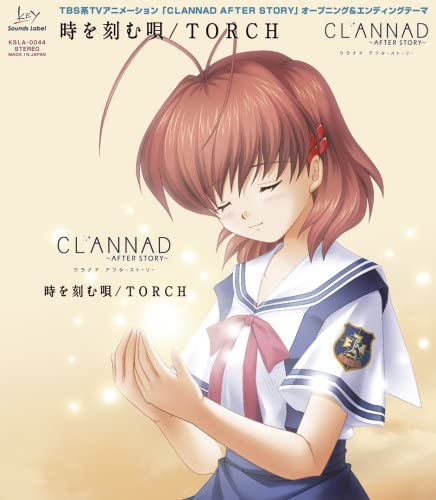 key
Sounds Label
KSLA-0044
STEREO
MADE IN JAPAN
TBS系TVアニメーション「CLANNAD AFTER STORY」オープニング&エンディングテーマ
時を刻む唄/TORCH
CLANNAD
~AFTER STORY~
クラナド アフターストーリー
CLANNAD
~AFTER STORY~
クラナド アフターストーリー
時を刻む唄/TORCH